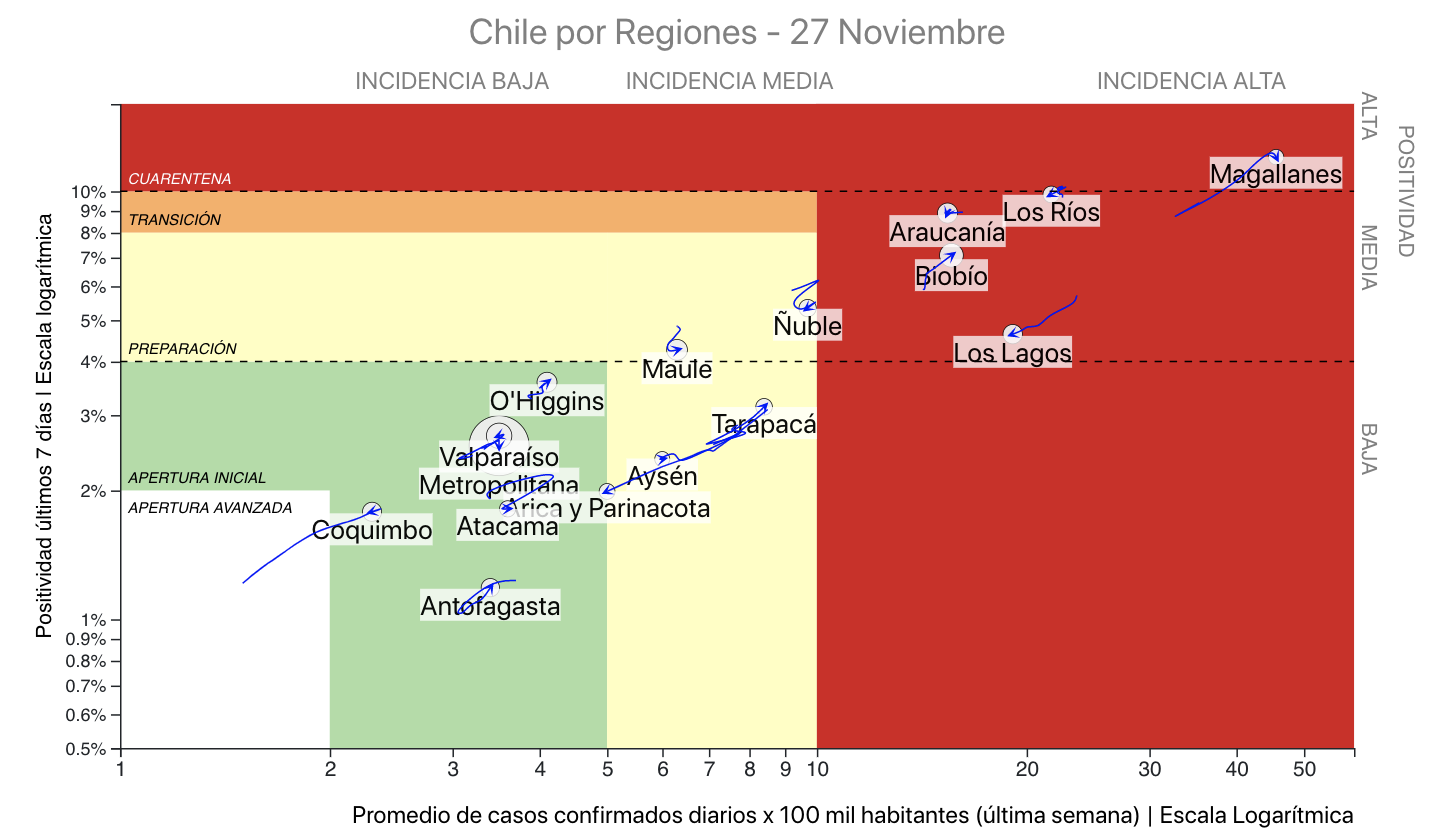 Chile por Regiones - 27 Noviembre
INCIDENCIA BAJA
INCIDENCIA MEDIA
INCIDENCIA ALTA
ALTA
MEDIA
BAJA
POSITIVIDAD
Positividad últimos 7 días | Escala logarítmica
10%
9%
8%
7%
6%
5%
4%
3%
2%
1%
0.9%
0.8%
0.7%
0.6%
0.5%
CUARENTENA
TRANSICIÓN
PREPARACIÓN
APERTURA INICIAL
APERTURA AVANZADA
Magallanes
Los Ríos
Araucanía
Biobío
Ñuble
Los Lagos
Maule
O'Higgins
Tarapacá
Valparaíso
Aysén
Metropolitana
Arica y Parinacota
Atacama
Coquimbo
Antofagasta
1
2
3
4
5
6
7
8
9
10
20
30
40
50
Promedio de casos confirmados diarios x 100 mil habitantes (última semana) | Escala Logarítmica